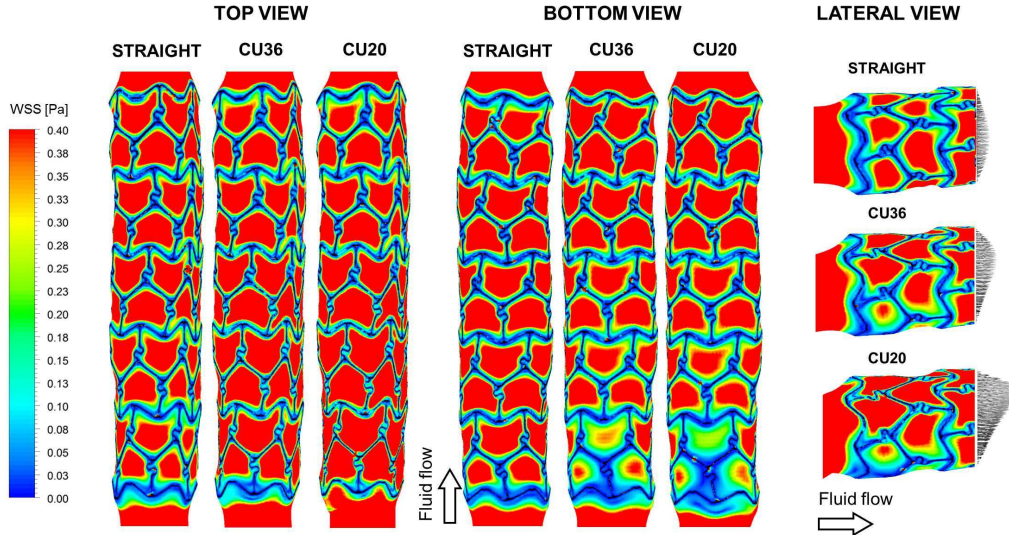 TOP VIEW
BOTTOM VIEW
LATERAL VIEW
STRAIGHT
CU36
CU20
STRAIGHT
CU36
CU20
STRAIGHT
WSS [Pa]
0.40
0.38
0.35
0.33
0.30
0.28
0.25
0.23
0.20
0.17
0.15
0.13
0.10
0.08
0.05
0.03
0.00
CU36
CU20
Fluid flow
Fluid flow